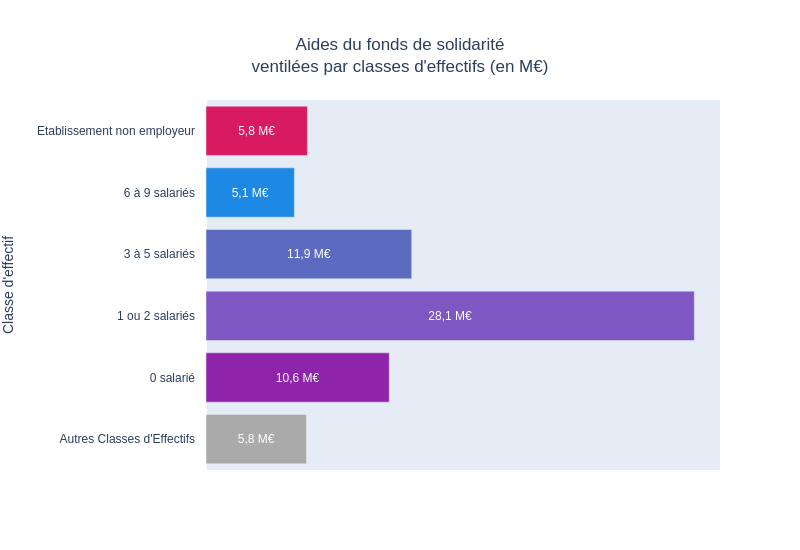 Aides du fonds de solidarité
ventilées par classes d'effectifs (en M€)
Classe d'effectif
Etablissement non employeur
5,8 M€
6 à 9 salariés
5,1 M€
3 à 5 salariés
11,9 M€
1 ou 2 salariés
28,1 M€
0 salarié
10,6 M€
Autres Classes d'Effectifs
5,8 M€